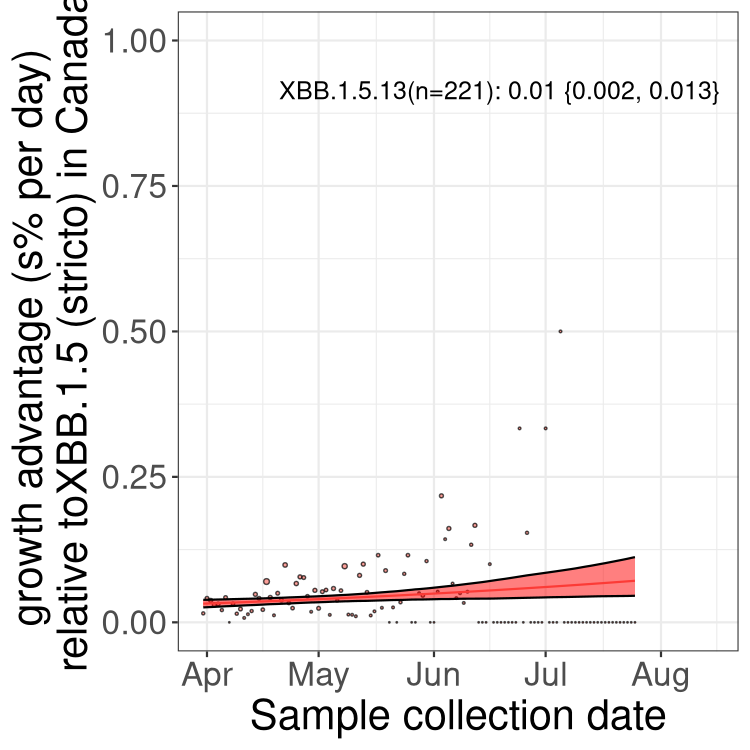 growth advantage (s% per day)
relative toXBB.1.5 (stricto) in Canada
1.00
0.75
0.50
0.25
0.00
XBB.1.5.13(n=221): 0.01 {0.002, 0.013}
Apr May Jun Jul Aug
Sample collection date